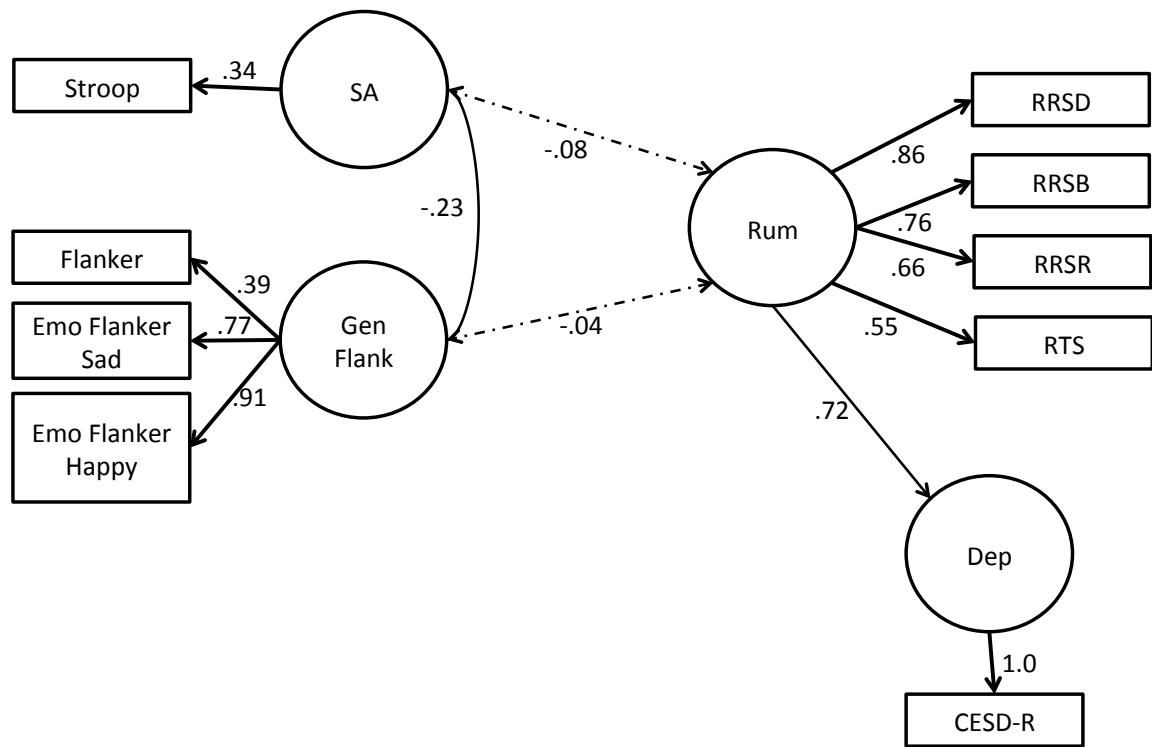 Stroop
.34
SA
-.08
-.23
Flanker
.39
Emo Flanker
Sad
.77
Emo Flanker
Happy
.91
Gen
Flank
-.04
Rum
.86
RRSD
.76
RRSB
.66
RRSR
.55
RTS
.72
Dep
1.0
CESD-R